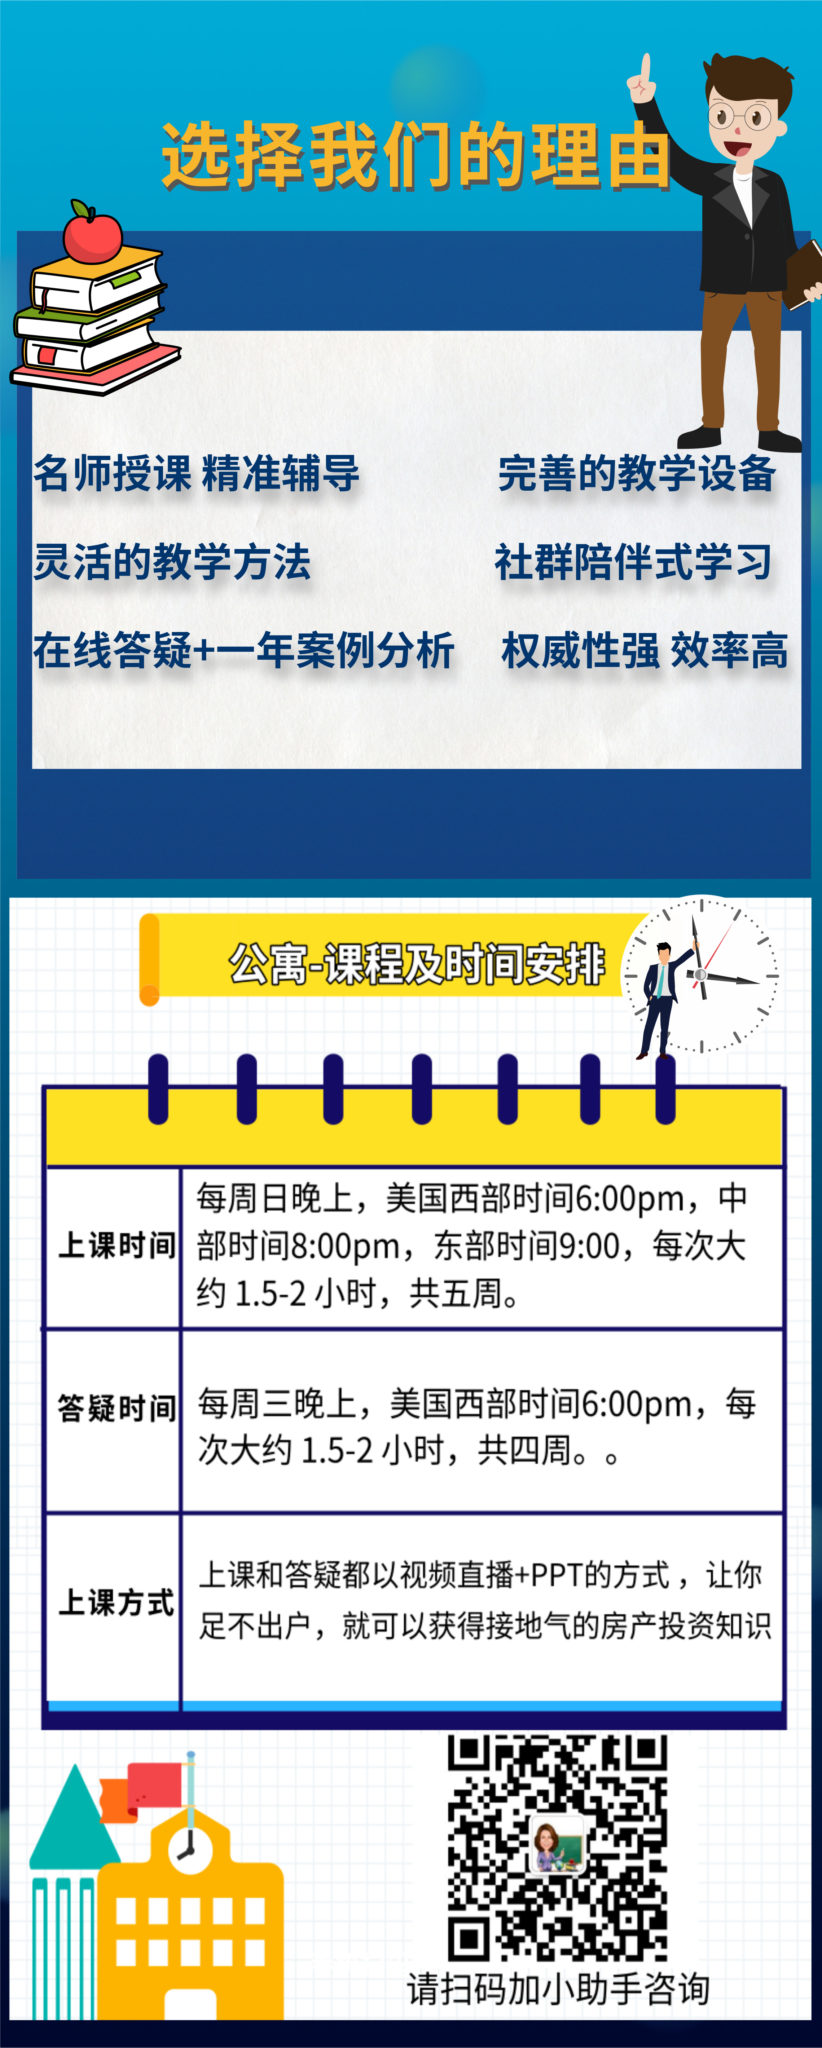 选择我们的理由
名师授课 精准辅导
完善的教学设备
灵活的教学方法
社群陪伴式学习
在线答疑+一年案例分析
权威性强 效率高
公寓-课程及时间安排
上课时间
每周日晚上，美国西部时间6:00pm，中
部时间8:00pm，东部时间9:00，每次大
约 1.5-2 小时，共五周。
答疑时间
每周三晚上，美国西部时间6:00pm，每
次大约 1.5-2 小时，共四周。。
上课方式
上课和答疑都以视频直播+PPT的方式 ，让你
足不出户，就可以获得接地气的房产投资知识
请扫码加小助手咨询